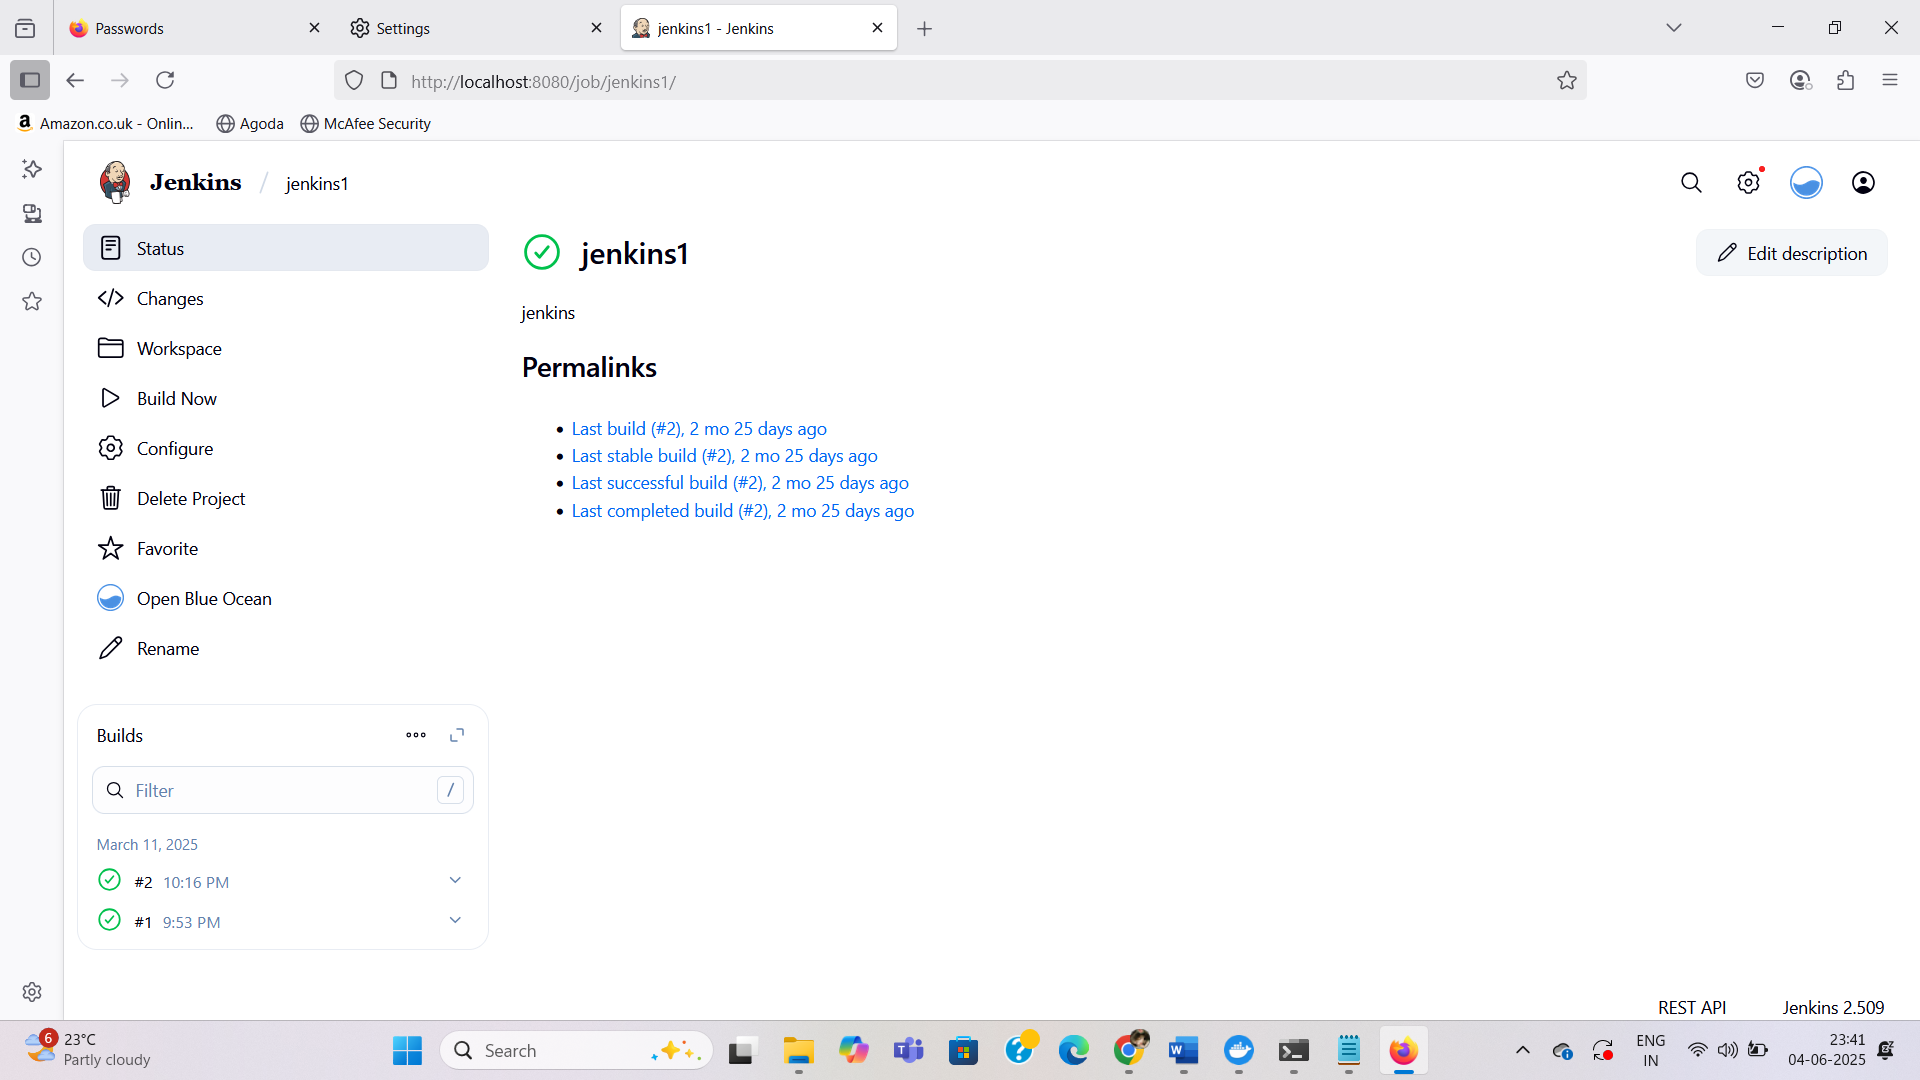 Passwords
Settings
jenkins1 - Jenkins
http://localhost:8080/job/jenkins1/
Amazon.co.uk - Onlin...
Agoda
McAfee Security
Jenkins / jenkins1
Status
Changes
Workspace
Build Now
Configure
Delete Project
Favorite
Open Blue Ocean
Rename
Builds
Filter
/
March 11, 2025
#2 10:16 PM
#1 9:53 PM
jenkins1
Edit description
jenkins
Permalinks
Last build (#2), 2 mo 25 days ago
Last stable build (#2), 2 mo 25 days ago
Last successful build (#2), 2 mo 25 days ago
Last completed build (#2), 2 mo 25 days ago
REST API
Jenkins 2.509
6
23°C
Partly cloudy
Search
ENG
IN
23:41
04-06-2025